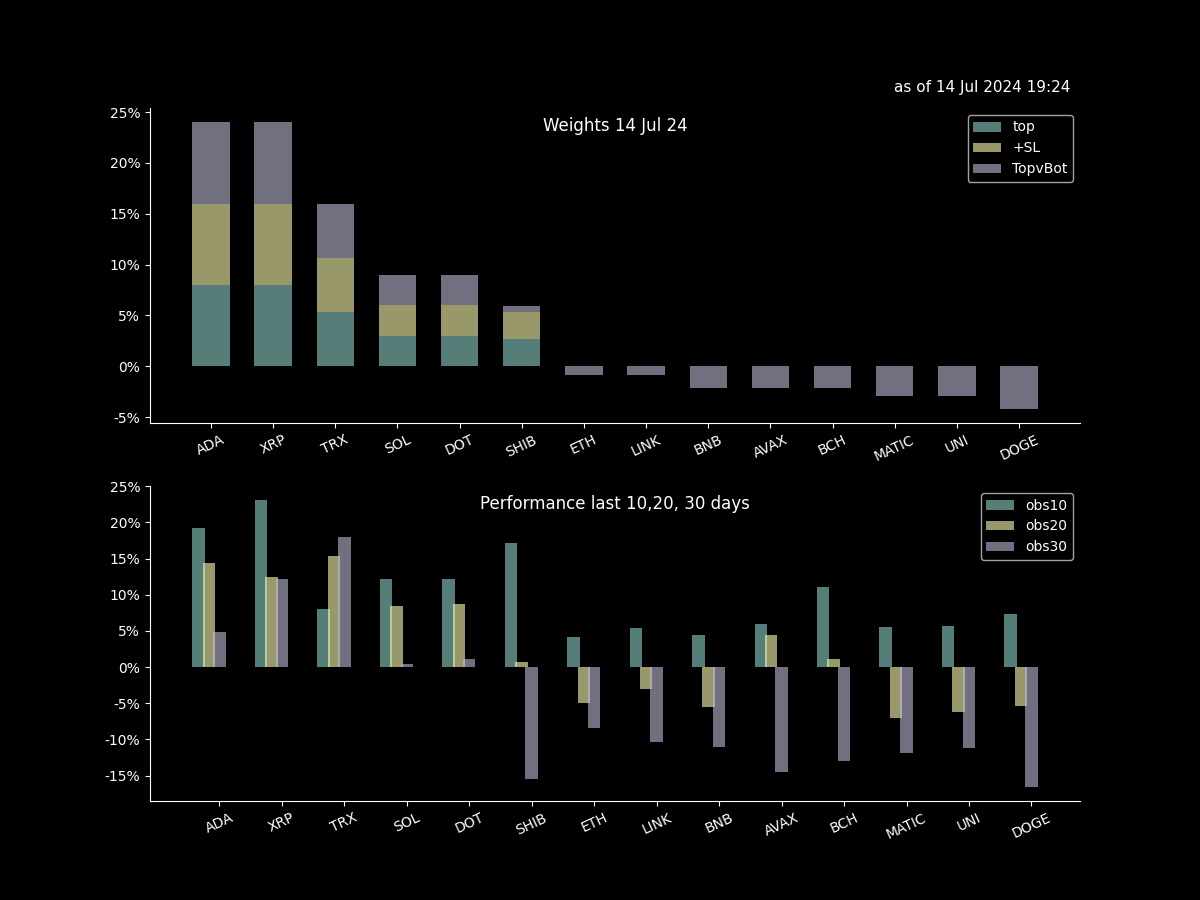 as of 14 Jul 2024 19:24
Weights 14 Jul 24
top
+SL
TopvBot
25%
20%
15%
10%
5%
0%
-5%
ADA XRP TRX SOL DOT SHIB ETH LINK BNB AVAX BCH MATIC UNI DOGE
Performance last 10,20, 30 days
obs10
obs20
obs30
25%
20%
15%
10%
5%
0%
-5%
-10%
-15%
ADA XRP TRX SOL DOT SHIB ETH LINK BNB AVAX BCH MATIC UNI DOGE